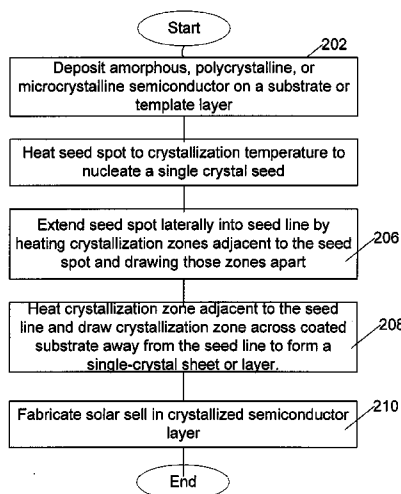 Start
202
Deposit amorphous, polycrystalline, or
microcrystalline semiconductor on a substrate or
template layer
Heat seed spot to crystallization temperature to
nucleate a single crystal seed
Extend seed spot laterally into seed line by
heating crystallization zones adjacent to the seed
spot and drawing those zones apart
206
Heat crystallization zone adjacent to the seed
line and draw crystallization zone across coated
substrate away from the seed line to form a
single-crystal sheet or layer.
208
Fabricate solar sell in crystallized semiconductor
layer
210
End